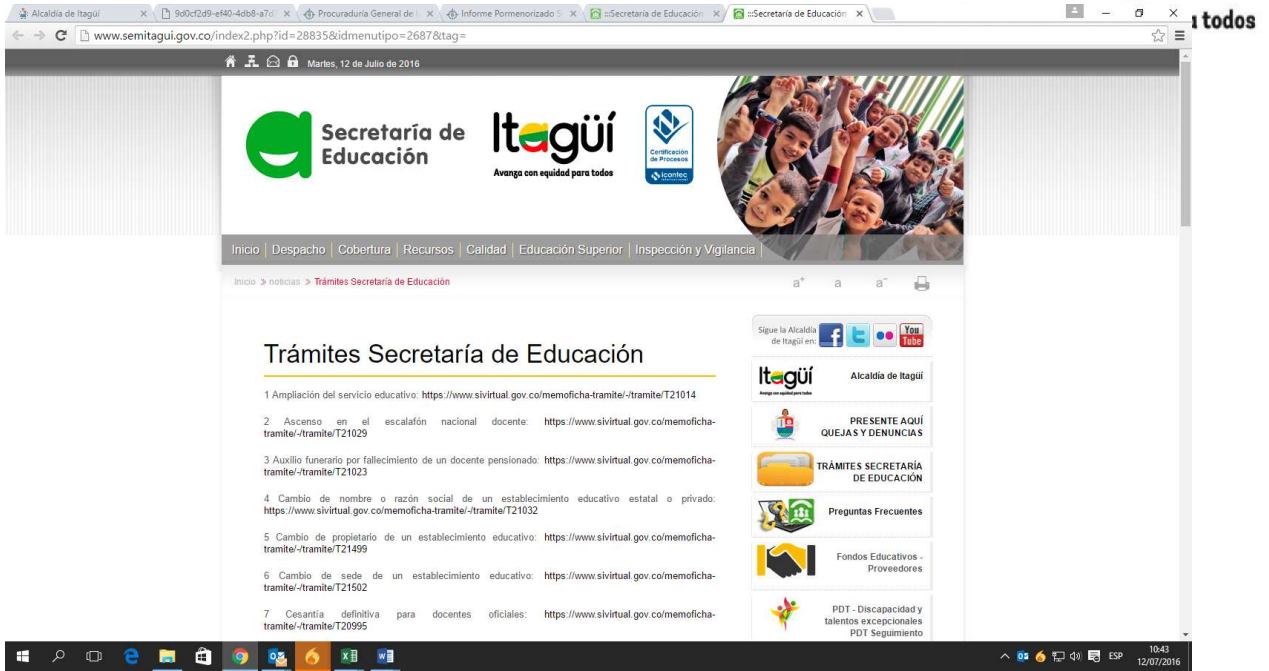 Alcaldía de Itagüí
9d0cf2d9-ef40-4db8-a7d
Procuraduría General de
Informe Pormenorizado S
:::Secretaría de Educación
:::Secretaría de Educación
a todos
www.semitagui.gov.co/index2.php?id=28835&idmenutipo=2687&tag=
Martes, 12 de Julio de 2016
Secretaría de
Educación
Itagüí
Avanza con equidad para todos
Certificación
de Procesos
icontec
Inicio | Despacho | Cobertura | Recursos | Calidad | Educación Superior | Inspección y Vigilancia |
Inicio » noticias » Trámites Secretaría de Educación
a+ a a-
Trámites Secretaría de Educación
1 Ampliación del servicio educativo: https://www.sivirtual.gov.co/memoficha-tramite/-/tramite/T21014
2 Ascenso en el escalafón nacional docente: https://www.sivirtual.gov.co/memoficha-
tramite/-/tramite/T21029
3 Auxilio funerario por fallecimiento de un docente pensionado: https://www.sivirtual.gov.co/memoficha-
tramite/-/tramite/T21023
4 Cambio de nombre o razón social de un establecimiento educativo estatal o privado:
https://www.sivirtual.gov.co/memoficha-tramite/-/tramite/T21032
5 Cambio de propietario de un establecimiento educativo: https://www.sivirtual.gov.co/memoficha-
tramite/-/tramite/T21499
6 Cambio de sede de un establecimiento educativo: https://www.sivirtual.gov.co/memoficha-
tramite/-/tramite/T21502
7 Cesantía definitiva para docentes oficiales: https://www.sivirtual.gov.co/memoficha-
tramite/-/tramite/T20995
Sígue la Alcaldía
de Itagüí en:
You
Tube
Itagüí
Avanza con equidad para todos
Alcaldía de Itagüí
PRESENTE AQUÍ
QUEJAS Y DENUNCIAS
TRÁMITES SECRETARÍA
DE EDUCACIÓN
Preguntas Frecuentes
Fondos Educativos -
Proveedores
PDT - Discapacidad y
talentos excepcionales
PDT Seguimiento
ESP
10:43
12/07/2016